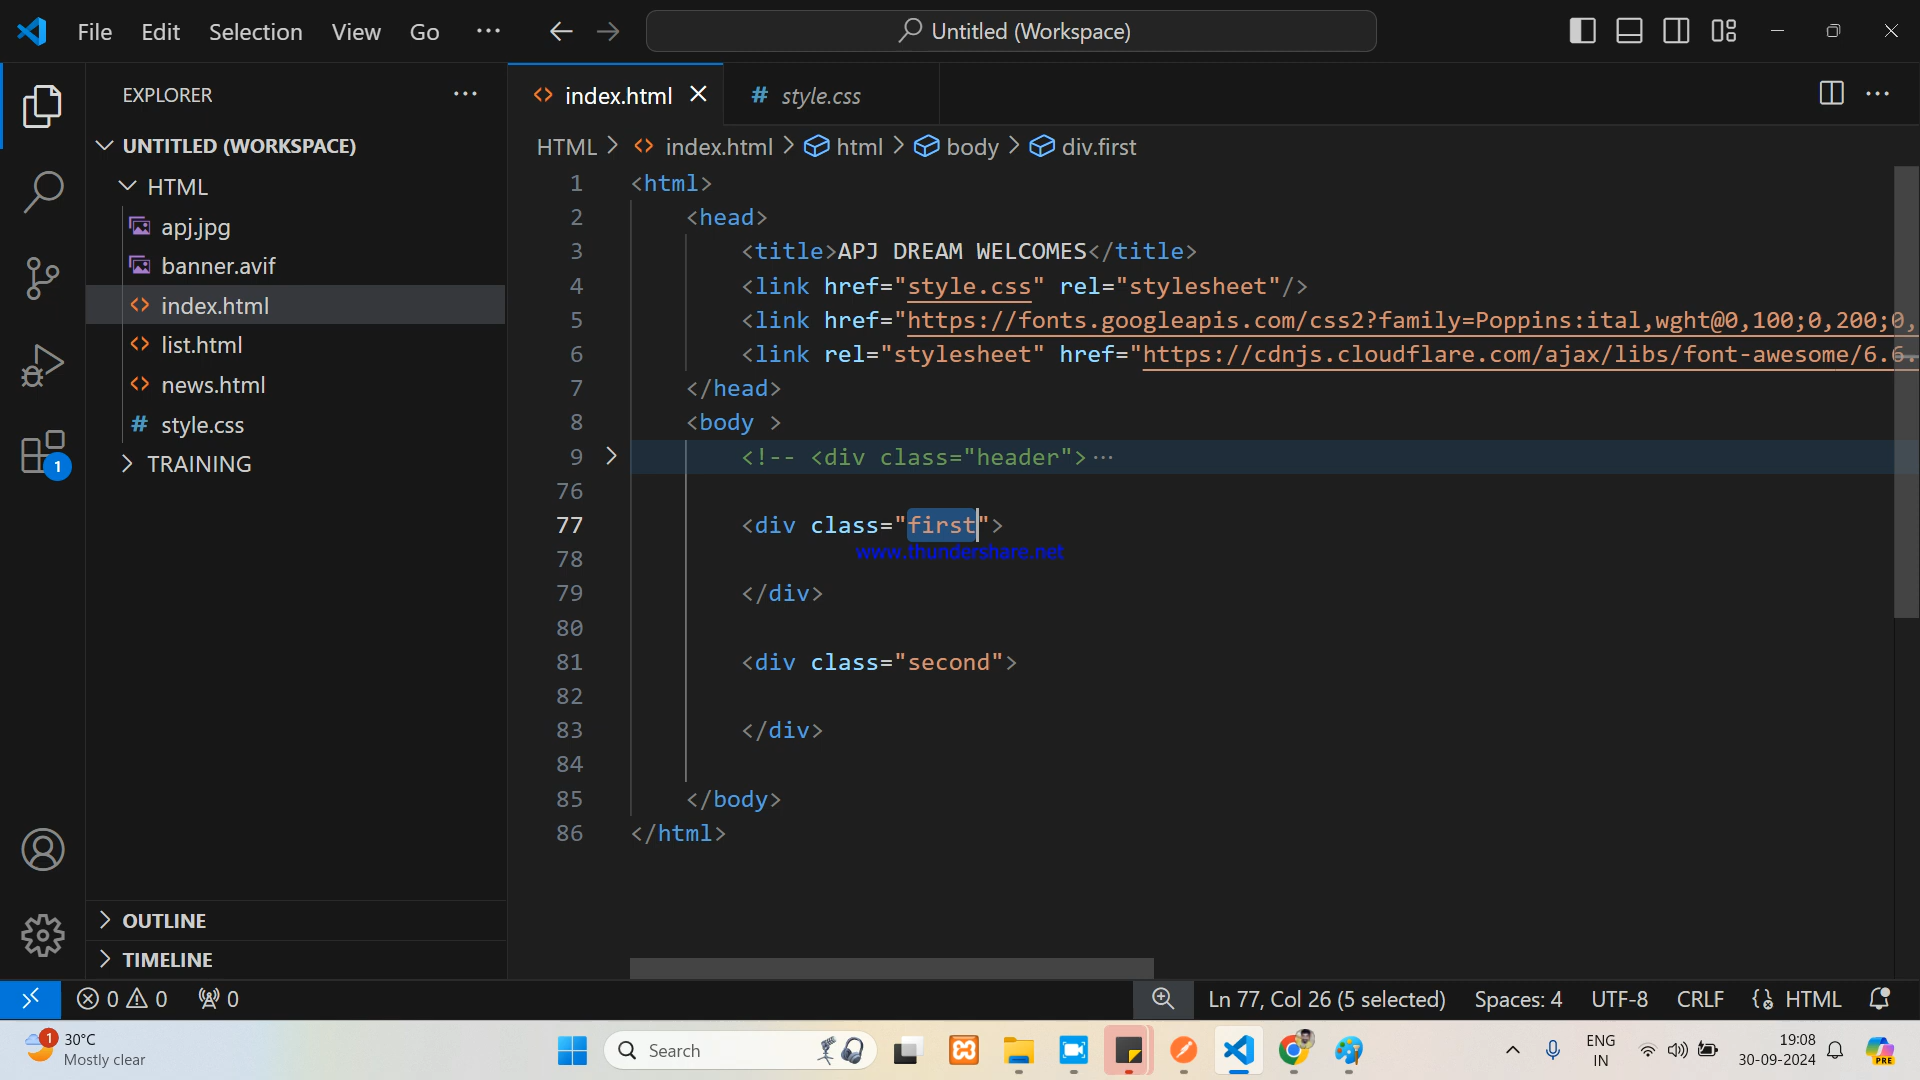 File Edit Selection View Go ··· Untitled (Workspace)
EXPLORER ···
UNTITLED (WORKSPACE)
HTML
apj.jpg
banner.avif
index.html
list.html
news.html
style.css
TRAINING
OUTLINE
TIMELINE
index.html
# style.css
HTML > index.html > html > body > div.first
1 <html>
2 <head>
3 <title>APJ DREAM WELCOMES</title>
4 <link href="style.css" rel="stylesheet"/>
5 <link href="https://fonts.googleapis.com/css2?family=Poppins:ital,wght@0,100;0,200;0,
6 <link rel="stylesheet" href="https://cdnjs.cloudflare.com/ajax/libs/font-awesome/6.6.
7 </head>
8 <body >
9 <!-- <div class="header">···
76
77 <div class="first">
www.thundershare.net
78
79 </div>
80
81 <div class="second">
82
83 </div>
84
85 </body>
86 </html>
1
0 0 0
Ln 77, Col 26 (5 selected) Spaces: 4 UTF-8 CRLF {} HTML
1
30°C
Mostly clear
Search
ENG
IN
19:08
30-09-2024
PRE